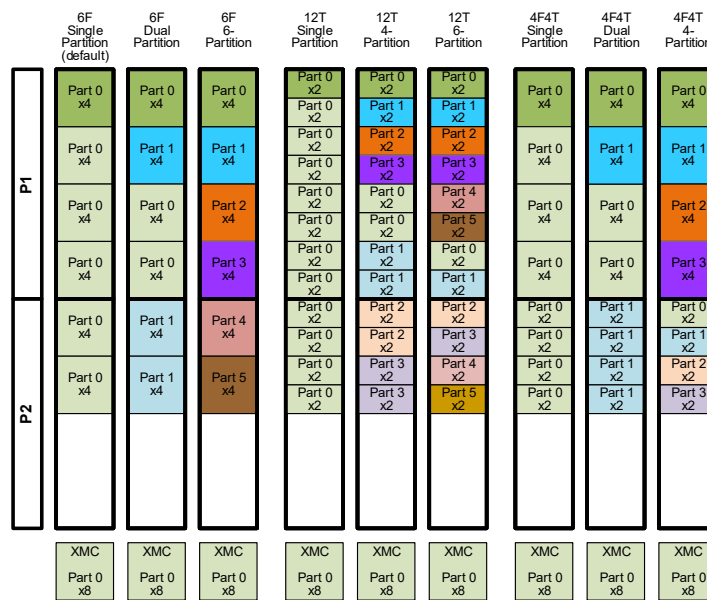 6F Single Partition (default)
6F Dual Partition
6F 6-Partition
12T Single Partition
12T 4-Partition
12T 6-Partition
4F4T Single Partition
4F4T Dual Partition
4F4T 4-Partition
Part 0 x4 Part 0 x4 Part 0 x4 Part 0 x2 Part 0 x2 Part 0 x2 Part 0 x4 Part 0 x4 Part 0 x4
Part 0 x2 Part 1 x2 Part 1 x2
P1
Part 0 x4 Part 1 x4 Part 1 x4 Part 0 x2 Part 2 x2 Part 2 x2 Part 0 x4 Part 1 x4 Part 1 x4
Part 0 x2 Part 3 x2 Part 3 x2
Part 0 x4 Part 0 x4 Part 2 x4 Part 0 x2 Part 0 x2 Part 4 x2 Part 0 x4 Part 0 x4 Part 2 x4
Part 0 x2 Part 0 x2 Part 5 x2
Part 0 x4 Part 0 x4 Part 3 x4 Part 0 x2 Part 1 x2 Part 0 x2 Part 0 x4 Part 0 x4 Part 3 x4
Part 0 x2 Part 1 x2 Part 1 x2
P2
Part 0 x4 Part 1 x4 Part 4 x4 Part 0 x2 Part 2 x2 Part 2 x2 Part 0 x2 Part 1 x2 Part 0 x2
Part 0 x2 Part 2 x2 Part 3 x2 Part 0 x2 Part 1 x2 Part 1 x2
Part 0 x4 Part 1 x4 Part 5 x4 Part 0 x2 Part 3 x2 Part 4 x2 Part 0 x2 Part 1 x2 Part 2 x2
Part 0 x2 Part 3 x2 Part 5 x2 Part 0 x2 Part 1 x2 Part 3 x2
XMC XMC XMC XMC XMC XMC XMC XMC XMC
Part 0 Part 0 Part 0 Part 0 Part 0 Part 0 Part 0 Part 0 Part 0
x8 x8 x8 x8 x8 x8 x8 x8 x8